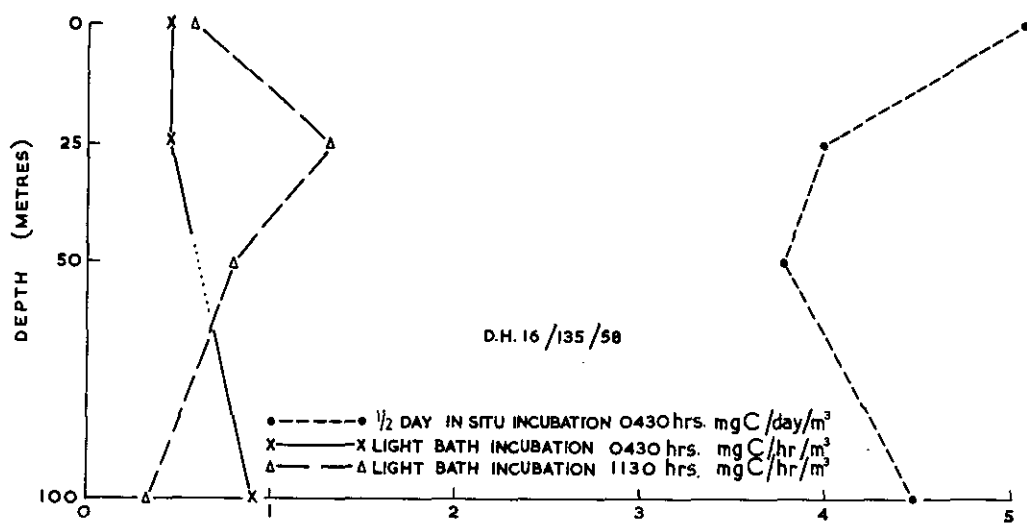 0
25
50
100
DEPTH (METRES)
D.H. 16/135/58
½ DAY IN SITU INCUBATION 0430 hrs. mgC/day/m³
LIGHT BATH INCUBATION 0430 hrs. mgC/hr/m³
LIGHT BATH INCUBATION 1130 hrs. mgC/hr/m³
0 1 2 3 4 5